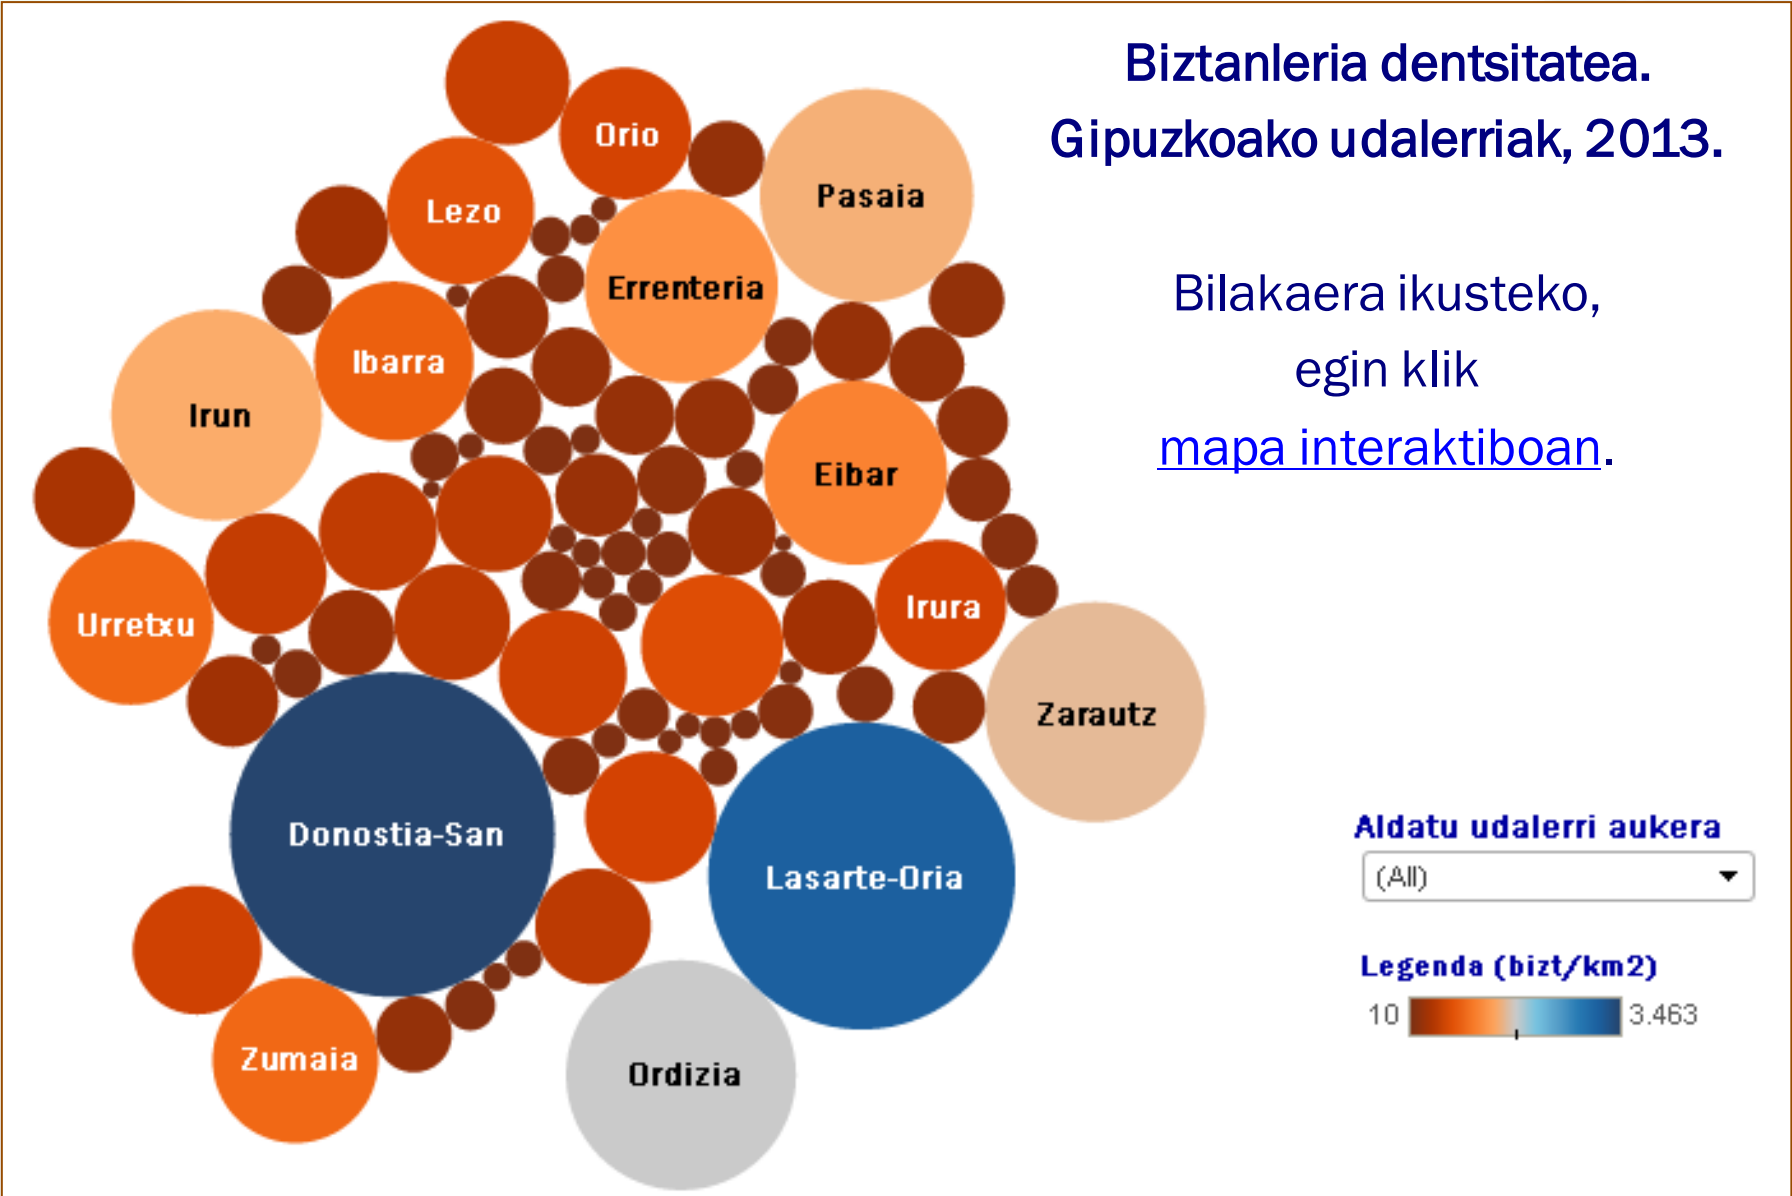 Biztanleria dentsitatea.
Gipuzkoako udalerriak, 2013.
Bilakaera ikusteko,
egin klik
mapa interaktiboan.
Orio
Pasaia
Lezo
Errenteria
Ibarra
Irun
Eibar
Irura
Urretxu
Zarautz
Donostia-San
Lasarte-Oria
Zumaia
Ordizia
Aldatu udalerri aukera
(All)
Legenda (bizt/km2)
10 3.463